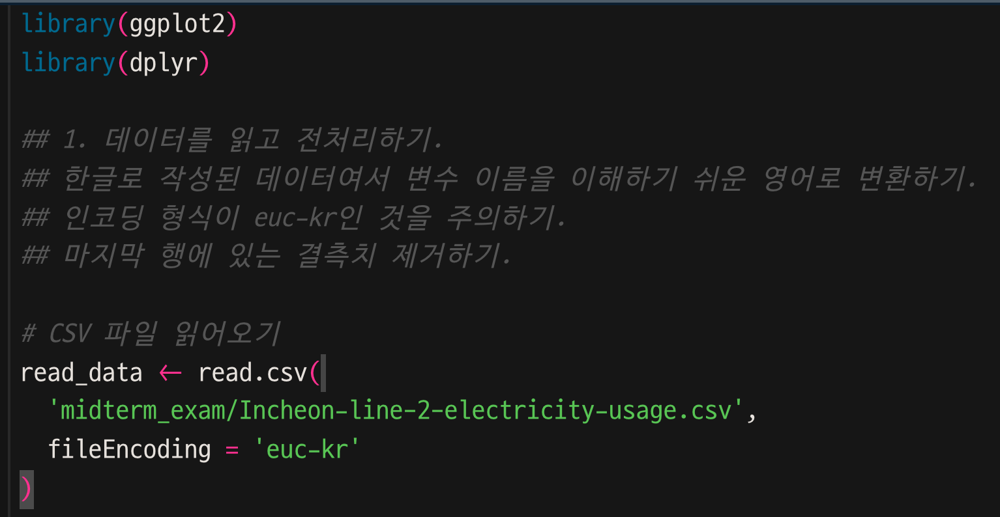 library(ggplot2)
library(dplyr)
## 1. 데이터를 읽고 전처리하기.
## 한글로 작성된 데이터여서 변수 이름을 이해하기 쉬운 영어로 변환하기.
## 인코딩 형식이 euc-kr인 것을 주의하기.
## 마지막 행에 있는 결측치 제거하기.
# CSV 파일 읽어오기
read_data <- read.csv(
  'midterm_exam/Incheon-line-2-electricity-usage.csv',
  fileEncoding = 'euc-kr'
)